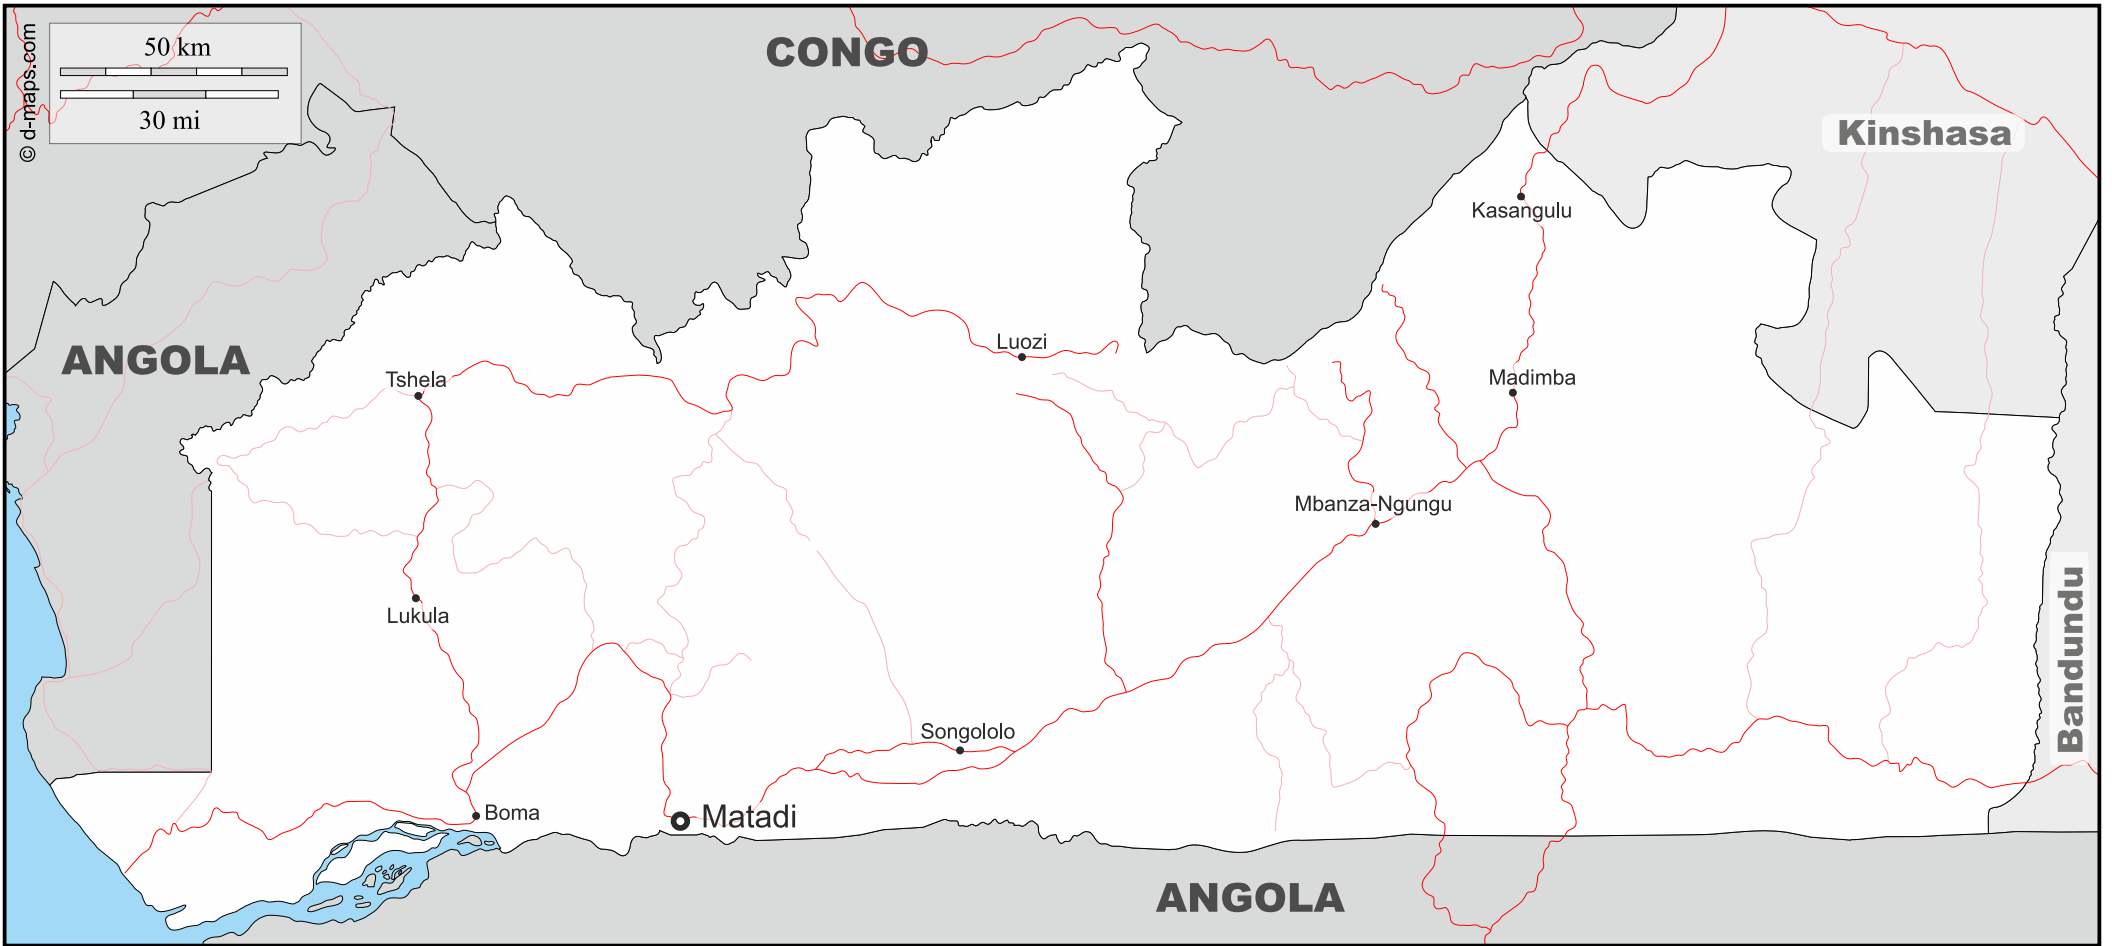 © d-maps.com
50 km
30 mi
CONGO
Kinshasa
Kasangulu
ANGOLA
Luozi
Tshela
Madimba
Mbanza-Ngungu
Lukula
Bandundu
Songololo
Boma
Matadi
ANGOLA